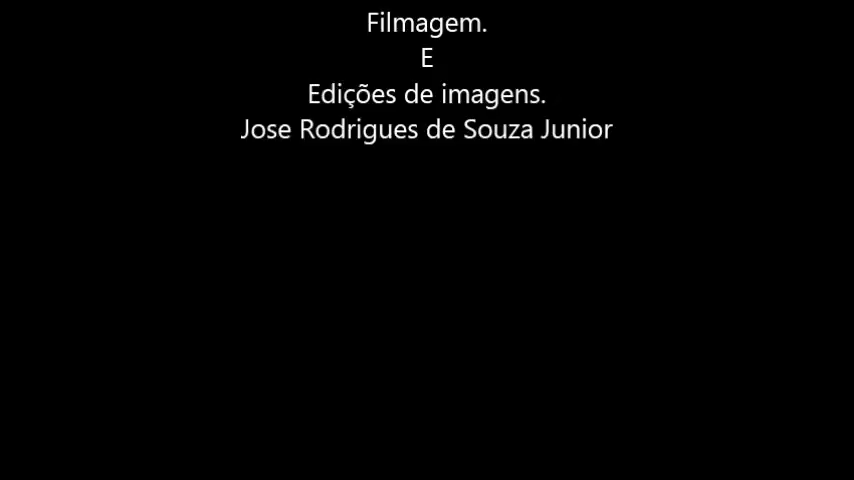 Filmagem.
E
Edições de imagens.
Jose Rodrigues de Souza Junior